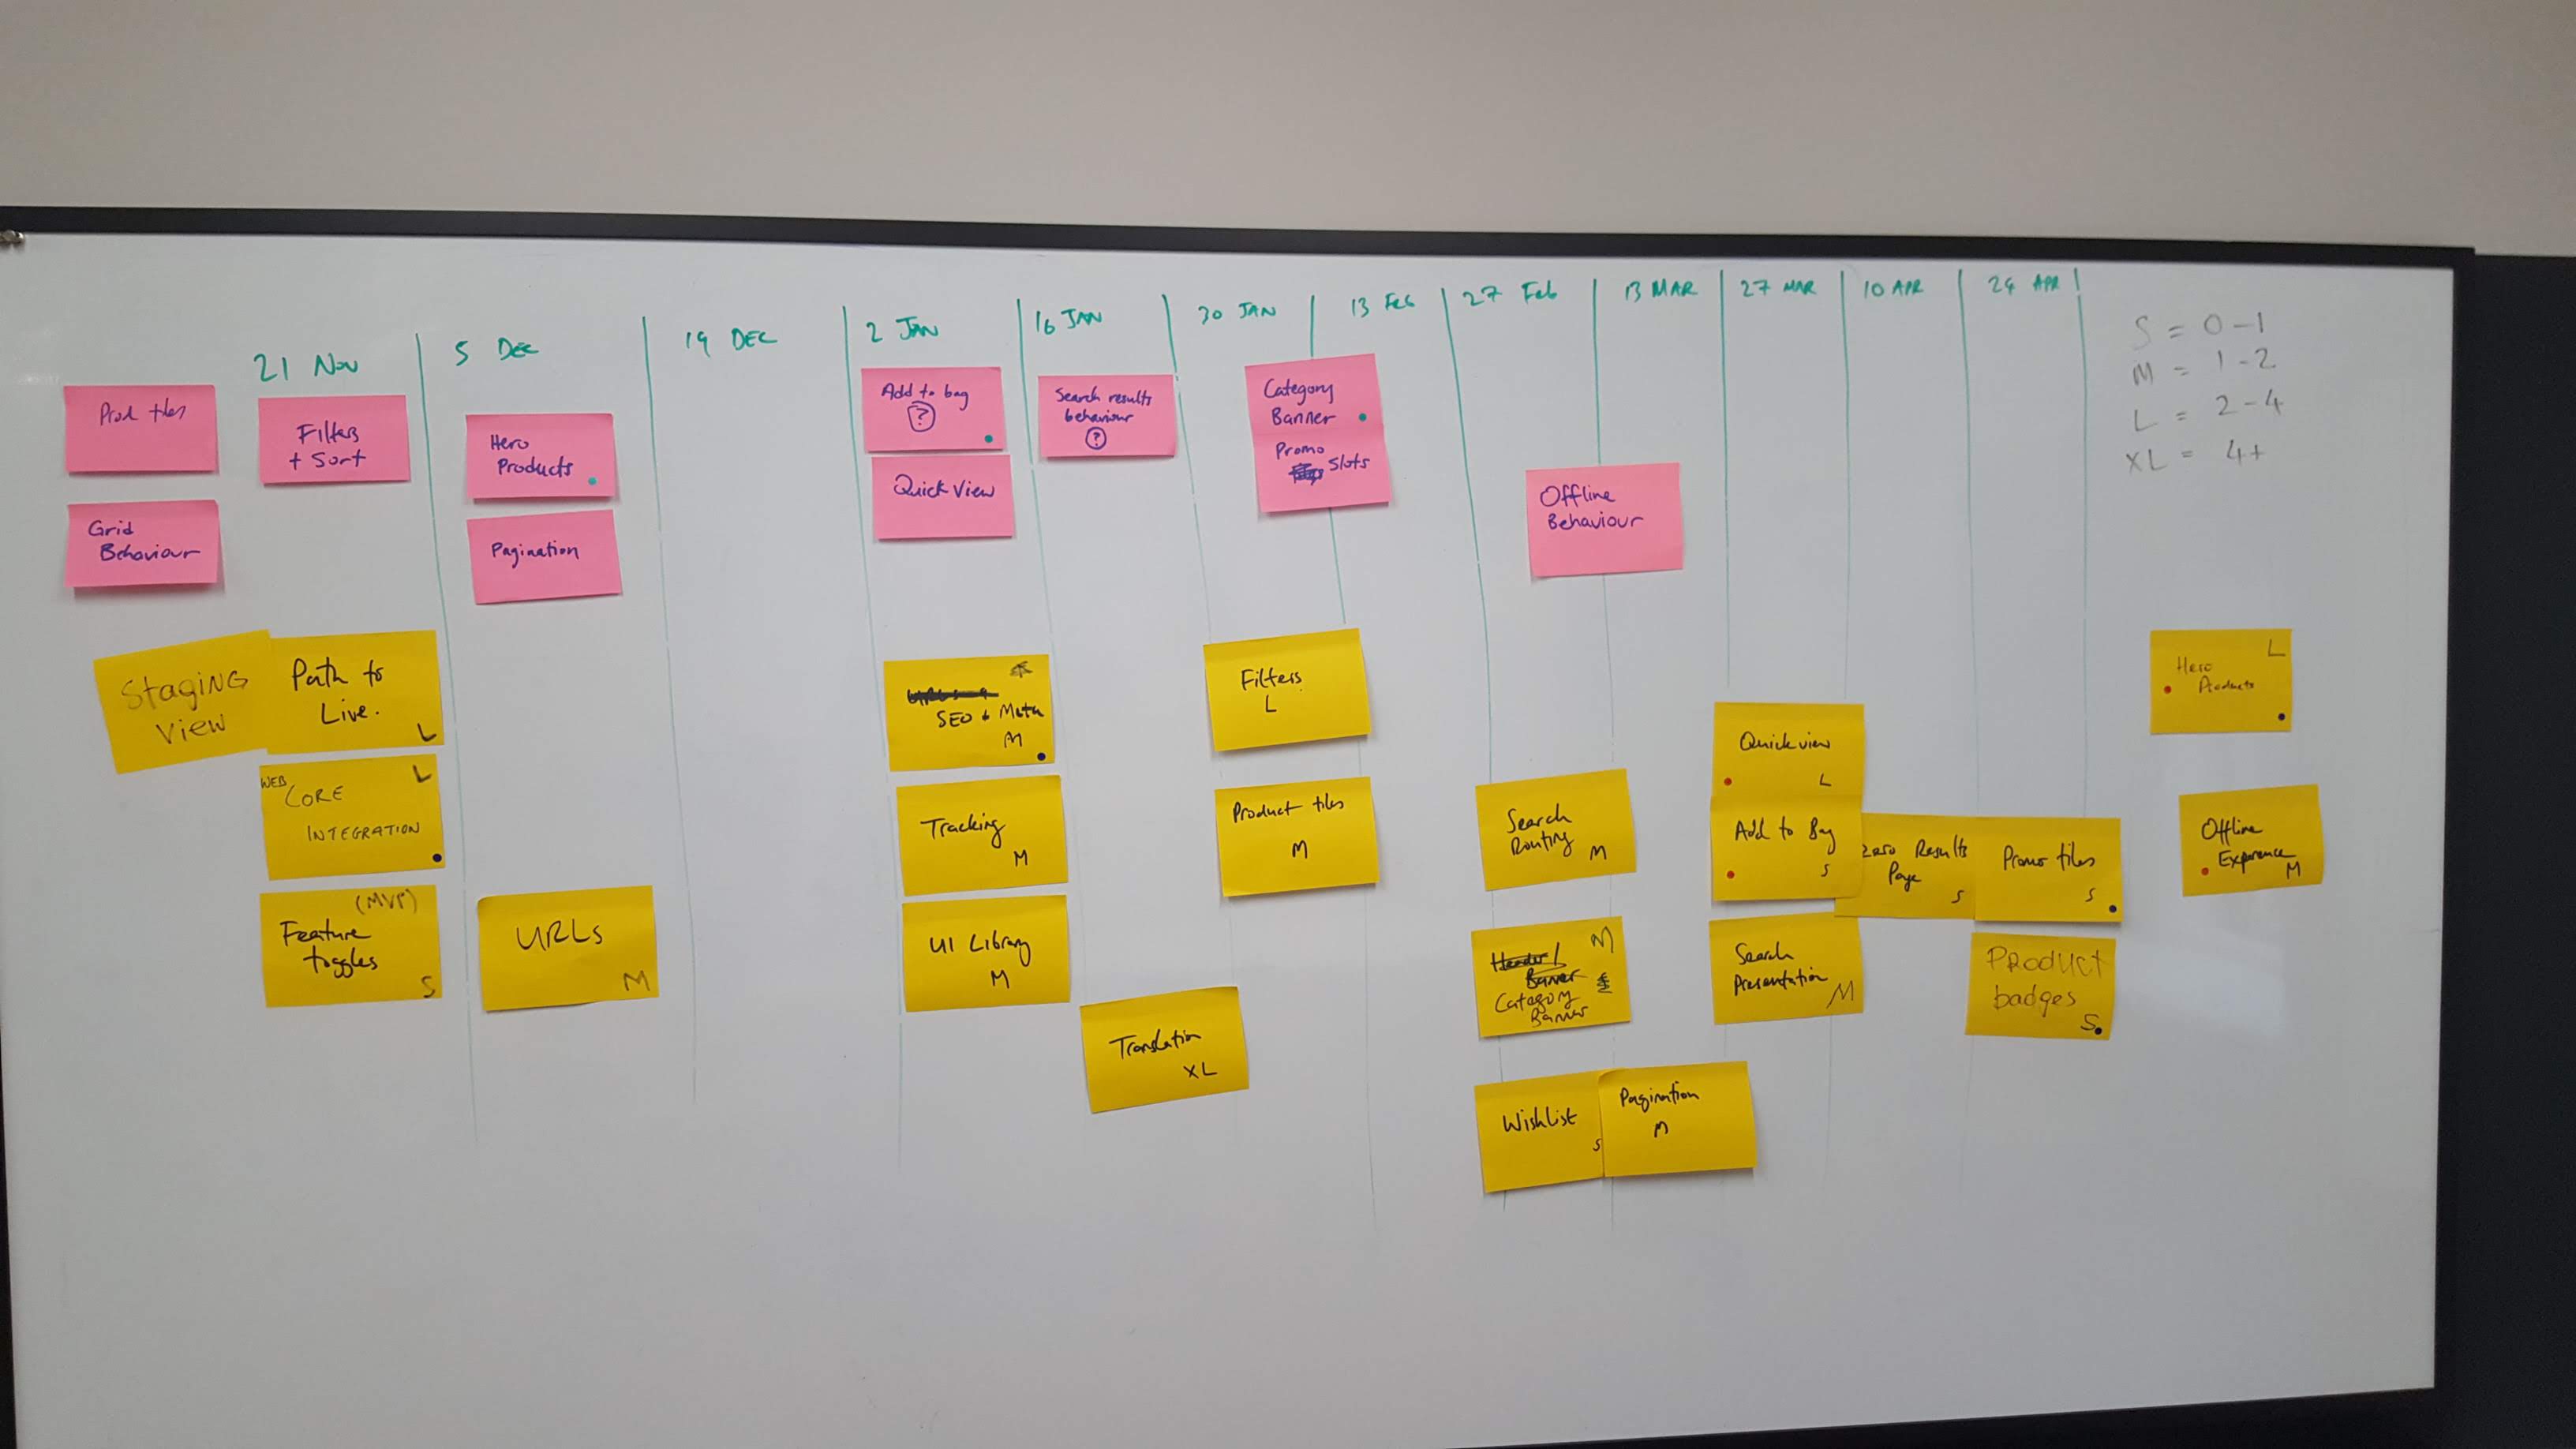 21 Nov
5 DEC
19 DEC
2 JAN
16 JAN
30 JAN
13 Feb
27 Feb
13 MAR
27 MAR
10 APR
24 APR
S = 0-1
M = 1-2
L = 2-4
XL = 4+
Prod tiles
Grid
Behaviour
Filters
+ Sort
Hero
Products
Pagination
Add to bag
?
Quick View
Search results
behaviour
?
Category
Banner
Promo
Slots
Offline
Behaviour
Staging
View
Path to
Live.
L
WEB
CORE
L
INTEGRATION
(MVP)
Feature
toggles
S
URLs
M
SEO + Meta
M
Tracking
M
UI Library
M
Translation
XL
Filters
L
Product tiles
M
Search
Routing
M
M
Header/
Banner
Category
Banner
Wishlist
S
Pagination
M
Quick view
L
Add to Bag
S
Search
Presentation
M
Zero Results
Page
S
Promo tiles
S
PRODUCT
badges
S
L
Hero
Products
Offline
Experience
M